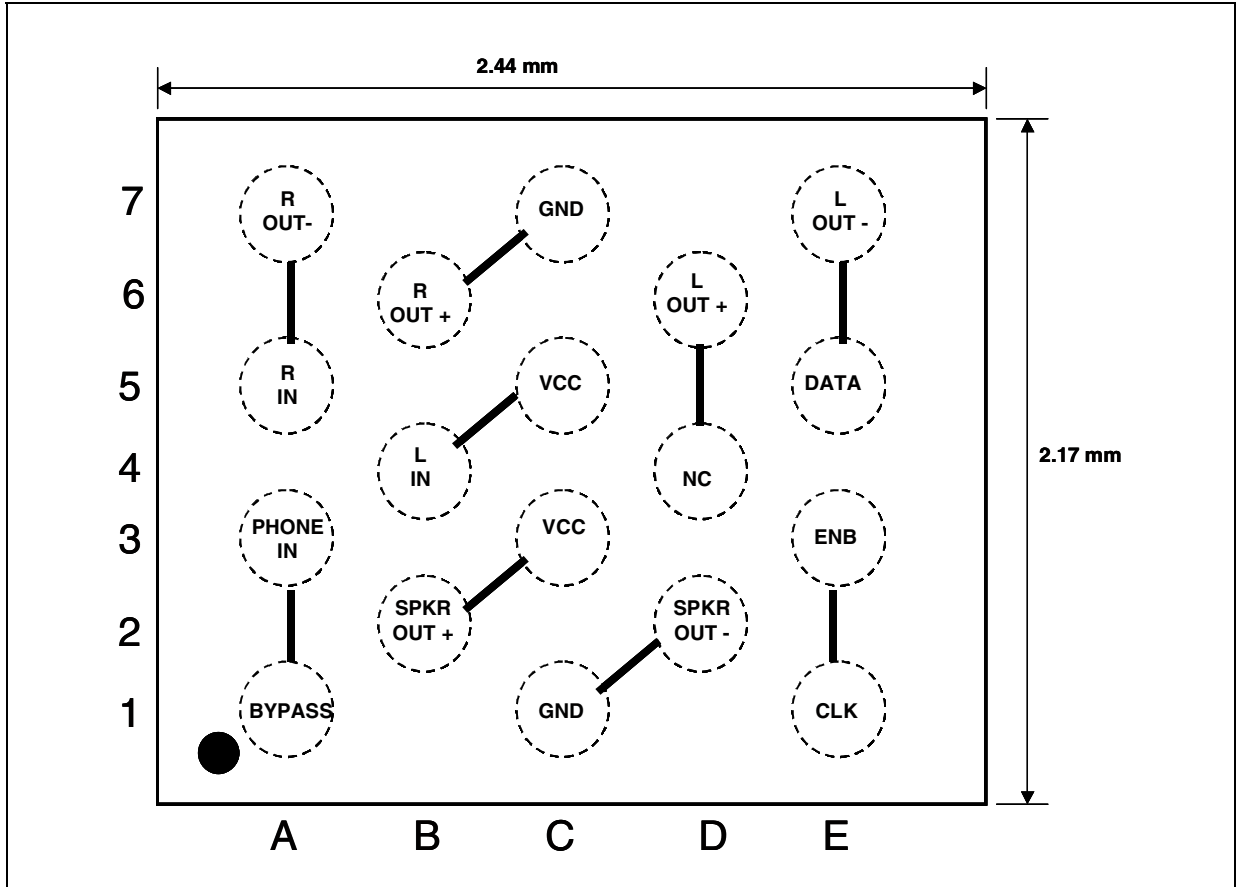 2.44 mm
7
R
OUT-
GND
L
OUT -
6
R
OUT +
L
OUT +
5
R
IN
VCC
DATA
4
L
IN
NC
2.17 mm
3
PHONE
IN
VCC
ENB
2
SPKR
OUT +
SPKR
OUT -
1
BYPASS
GND
CLK
A B C D E